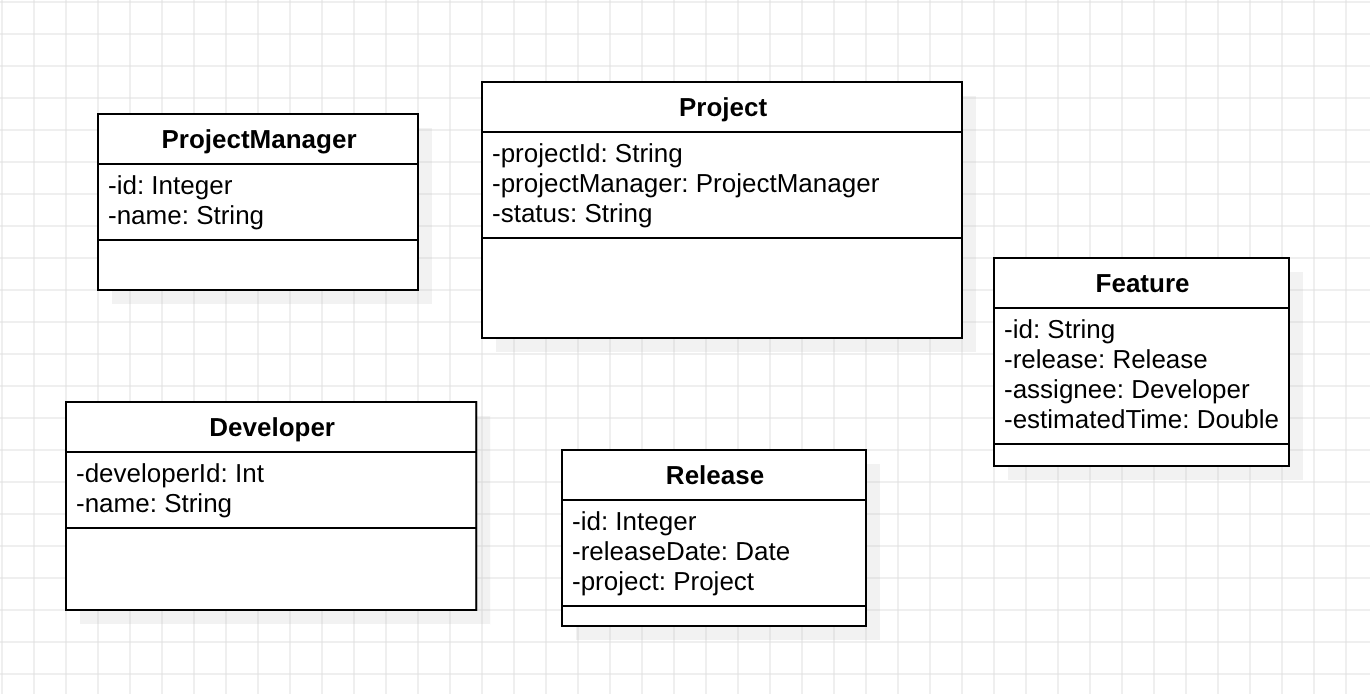 ProjectManager
-id: Integer
-name: String
Project
-projectId: String
-projectManager: ProjectManager
-status: String
Feature
-id: String
-release: Release
-assignee: Developer
-estimatedTime: Double
Developer
-developerId: Int
-name: String
Release
-id: Integer
-releaseDate: Date
-project: Project